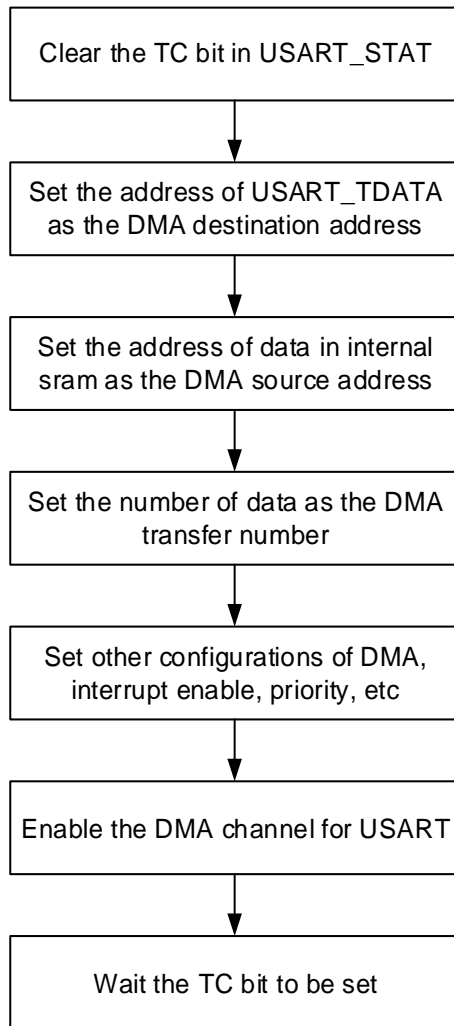 Clear the TC bit in USART_STAT
Set the address of USART_TDATA
as the DMA destination address
Set the address of data in internal
sram as the DMA source address
Set the number of data as the DMA
transfer number
Set other configurations of DMA,
interrupt enable, priority, etc
Enable the DMA channel for USART
Wait the TC bit to be set